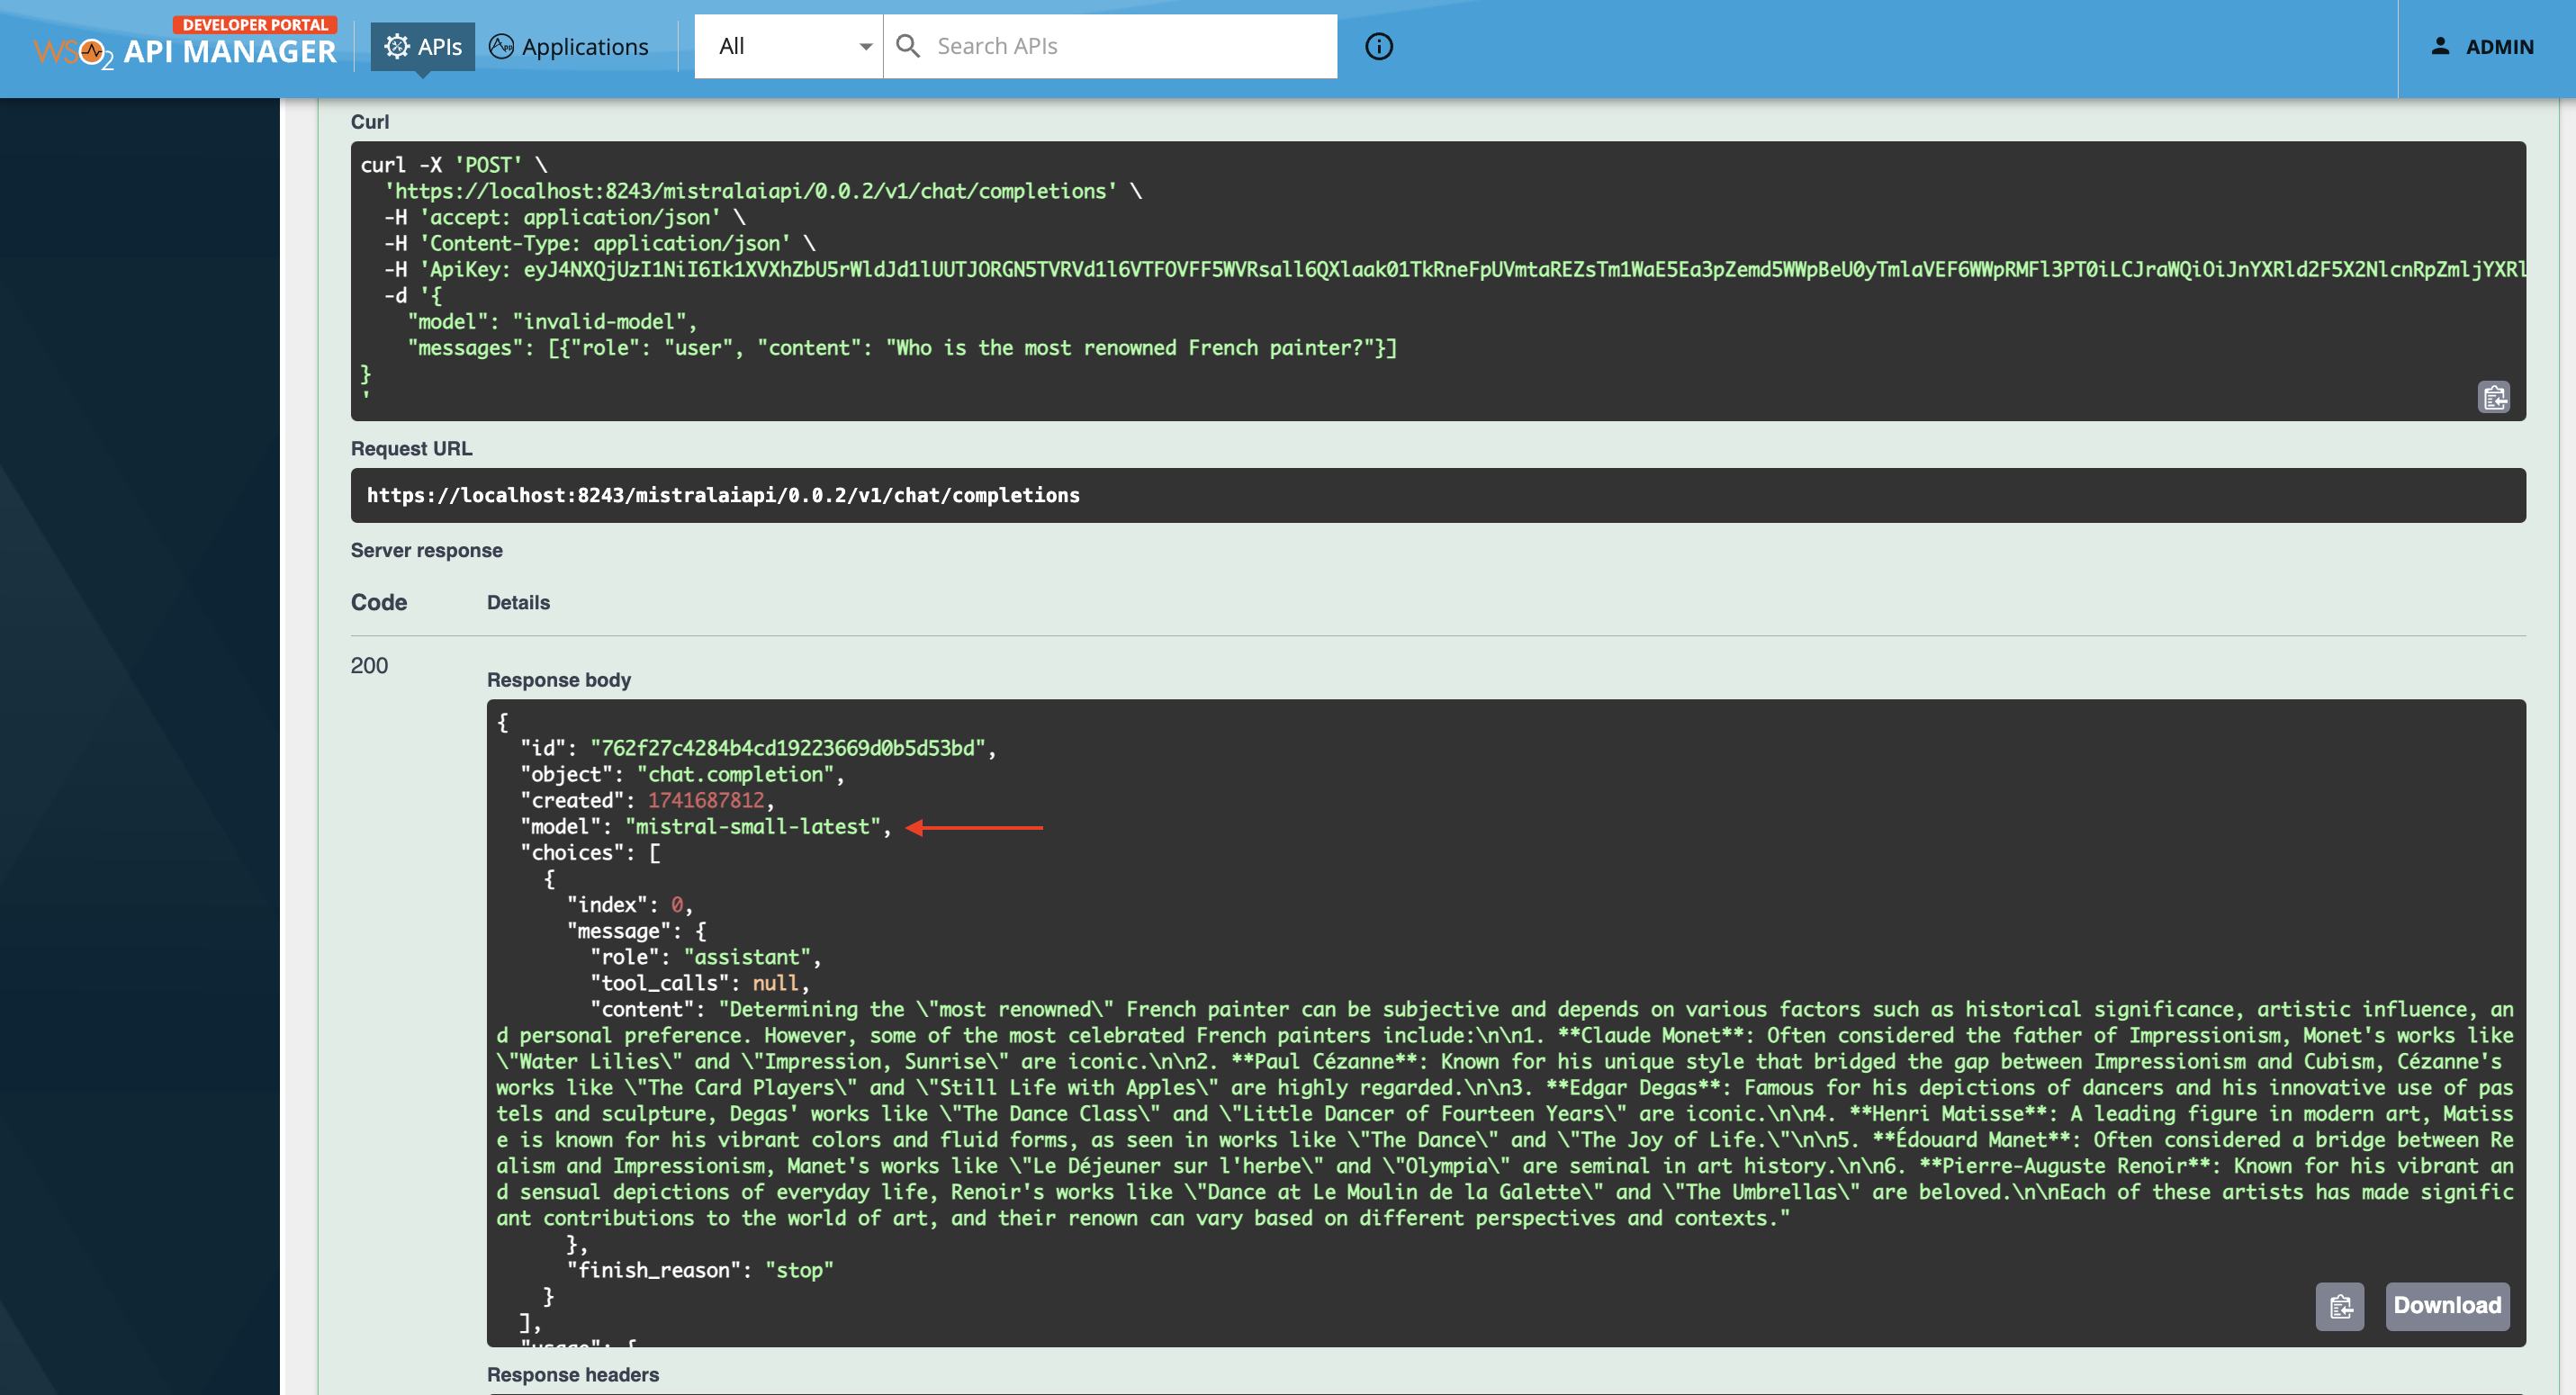 DEVELOPER PORTAL
WSO2 API MANAGER
APIs
Applications
All
Search APIs
ADMIN
Curl
curl -X 'POST' \
'https://localhost:8243/mistralaiapi/0.0.2/v1/chat/completions' \
-H 'accept: application/json' \
-H 'Content-Type: application/json' \
-H 'ApiKey:
-d '{
"model": "invalid-model",
"messages": [{"role": "user", "content": "Who is the most renowned French painter?"}]
}
'
Request URL
https://localhost:8243/mistralaiapi/0.0.2/v1/chat/completions
Server response
Code Details
200
Response body
{
"id": "762f27c4284b4cd19223669d0b5d53bd",
"object": "chat.completion",
"created": 1741687812,
"model": "mistral-small-latest",
"choices": [
{
"index": 0,
"message": {
"role": "assistant",
"tool_calls": null,
"content": "Determining the \"most renowned\" French painter can be subjective and depends on various factors such as historical significance, artistic influence, an
d personal preference. However, some of the most celebrated French painters include:\n\n1. **Claude Monet**: Often considered the father of Impressionism, Monet's works like
\"Water Lilies\" and \"Impression, Sunrise\" are iconic.\n\n2. **Paul Cézanne**: Known for his unique style that bridged the gap between Impressionism and Cubism, Cézanne's
works like \"The Card Players\" and \"Still Life with Apples\" are highly regarded.\n\n3. **Edgar Degas**: Famous for his depictions of dancers and his innovative use of pas
tels and sculpture, Degas' works like \"The Dance Class\" and \"Little Dancer of Fourteen Years\" are iconic.\n\n4. **Henri Matisse**: A leading figure in modern art, Matiss
e is known for his vibrant colors and fluid forms, as seen in works like \"The Dance\" and \"The Joy of Life.\"\n\n5. **Édouard Manet**: Often considered a bridge between Re
alism and Impressionism, Manet's works like \"Le Déjeuner sur l'herbe\" and \"Olympia\" are seminal in art history.\n\n6. **Pierre-Auguste Renoir**: Known for his vibrant an
d sensual depictions of everyday life, Renoir's works like \"Dance at Le Moulin de la Galette\" and \"The Umbrellas\" are beloved.\n\nEach of these artists has made signific
ant contributions to the world of art, and their renown can vary based on different perspectives and contexts."
},
"finish_reason": "stop"
}
],
"usage": {
Download
Response headers